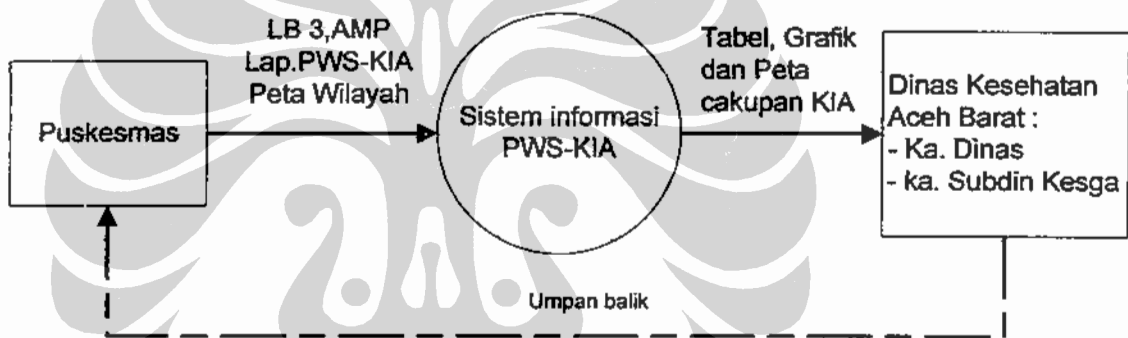 Puskesmas
LB 3,AMP
Lap.PWS-KIA
Peta Wilayah
Sistem informasi
PWS-KIA
Tabel, Grafik
dan Peta
cakupan KIA
Dinas Kesehatan
Aceh Barat :
- Ka. Dinas
- ka. Subdin Kesga
Umpan balik